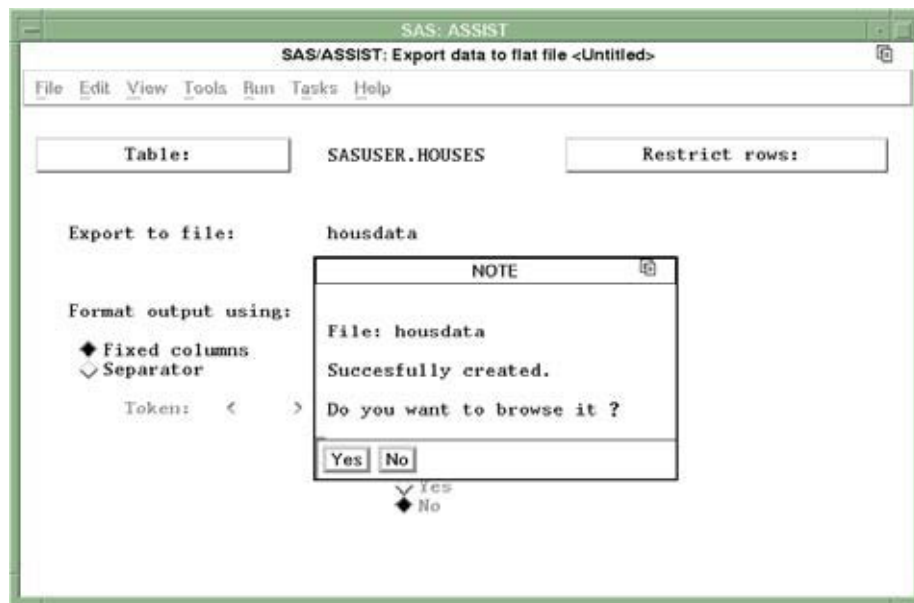 SAS: ASSIST
SAS/ASSIST: Export data to flat file <Untitled>
File Edit View Tools Run Tasks Help
Table: SASUSER.HOUSES Restrict rows:
Export to file: housdata
Format output using:
Fixed columns
Separator
Token: < >
NOTE
File: housdata
Succesfully created.
Do you want to browse it ?
Yes No
Yes
No